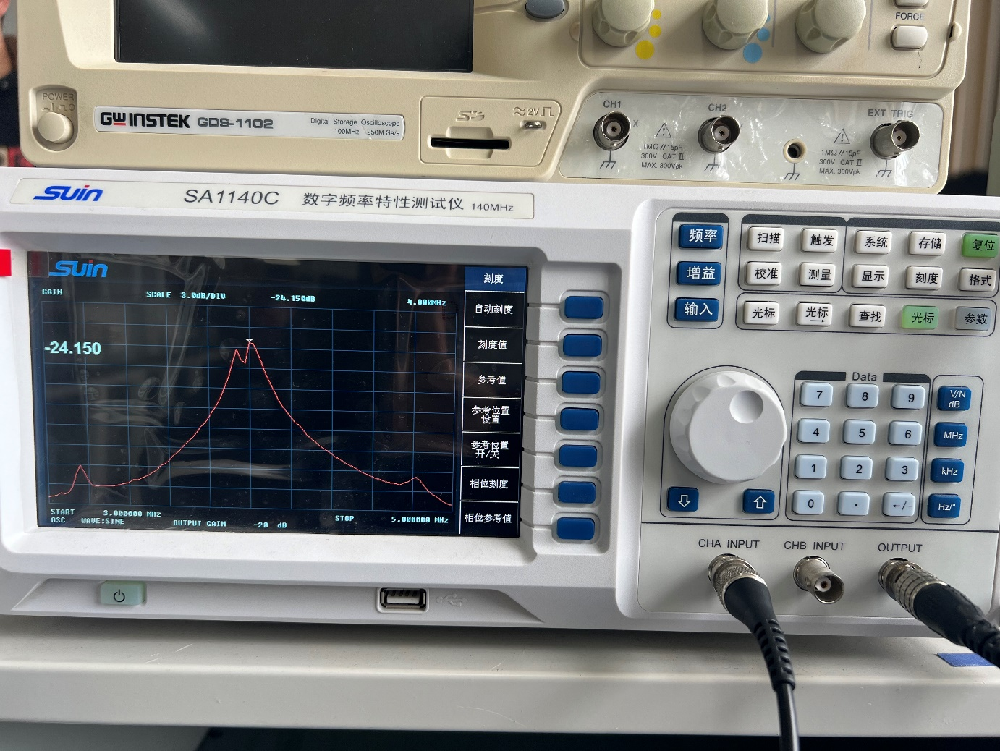 FORCE
POWER
GW INSTEK GDS-1102
Digital Storage Oscilloscope
100MHz 250M Sa/s
SD
≈2V
CH1
X
CH2
EXT TRIG
1MΩ//15pF
300V CAT II
MAX. 300Vpk
1MΩ//15pF
300V CAT II
MAX. 300Vpk
suin
SA1140C 数字频率特性测试仪 140MHz
suin
GAIN
SCALE 3.0dB/DIV
-24.150dB
4.000MHz
-24.150
START 3.000000 MHz
STOP 5.000000 MHz
OSC WAVE:SINE
OUTPUT GAIN -20 dB
刻度
自动刻度
刻度值
参考值
参考位置
设置
参考位置
开/关
相位刻度
相位参考值
频率
增益
输入
扫描 触发 系统 存储 复位
校准 测量 显示 刻度 格式
光标 光标 查找 光标 参数
Data
7 8 9 V/N dB
4 5 6 MHz
1 2 3 kHz
0 . ←/- Hz/°
CHA INPUT
CHB INPUT
OUTPUT